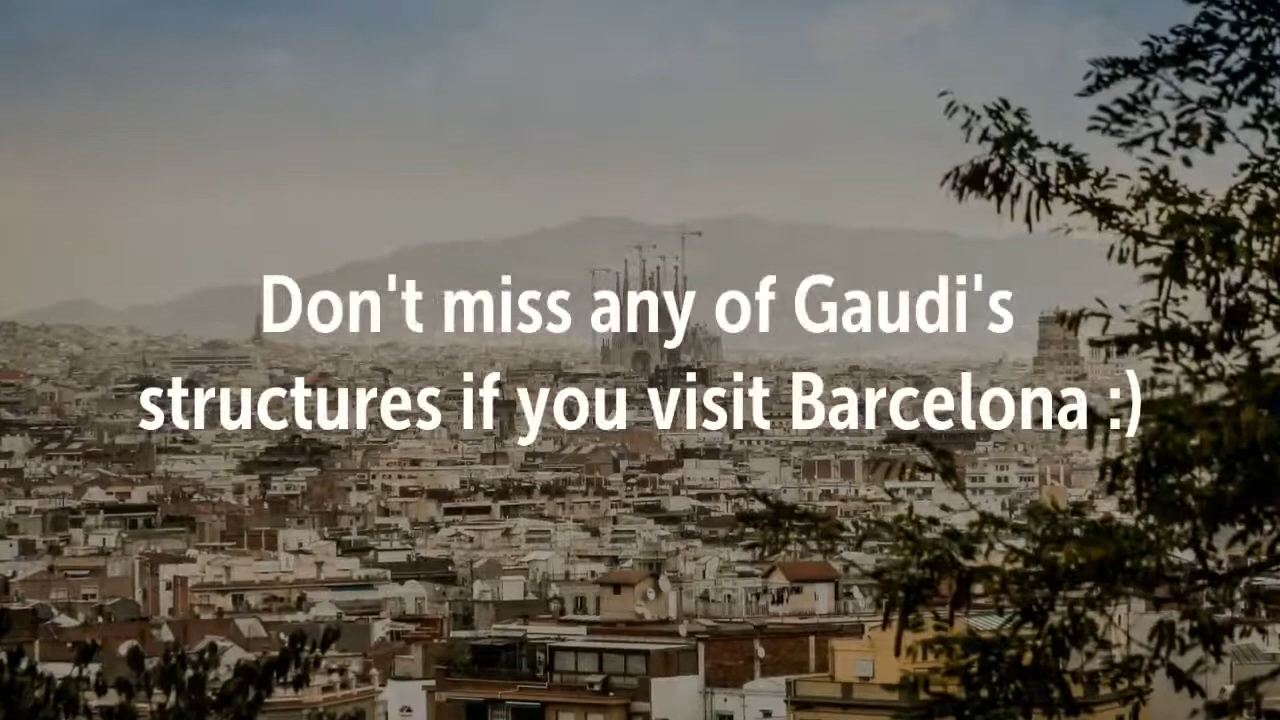 Don't miss any of Gaudi's
structures if you visit Barcelona :)